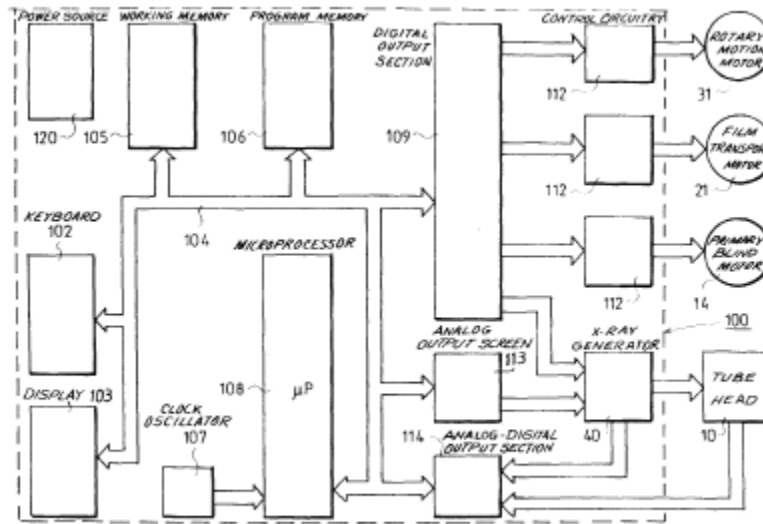 POWER SOURCE
120
WORKING MEMORY
105
PROGRAM MEMORY
106
DIGITAL
OUTPUT
SECTION
109
CONTROL CIRCUITRY
112
ROTARY
MOTION
MOTOR
31
112
FILM
TRANSPORT
MOTOR
21
112
PRIMARY
BLIND
MOTOR
14
KEYBOARD
102
104
MICROPROCESSOR
108
μP
DISPLAY 103
CLOCK
OSCILLATOR
107
ANALOG
OUTPUT SCREEN
113
114
ANALOG-DIGITAL
OUTPUT SECTION
X-RAY
GENERATOR
40
100
TUBE
HEAD
10